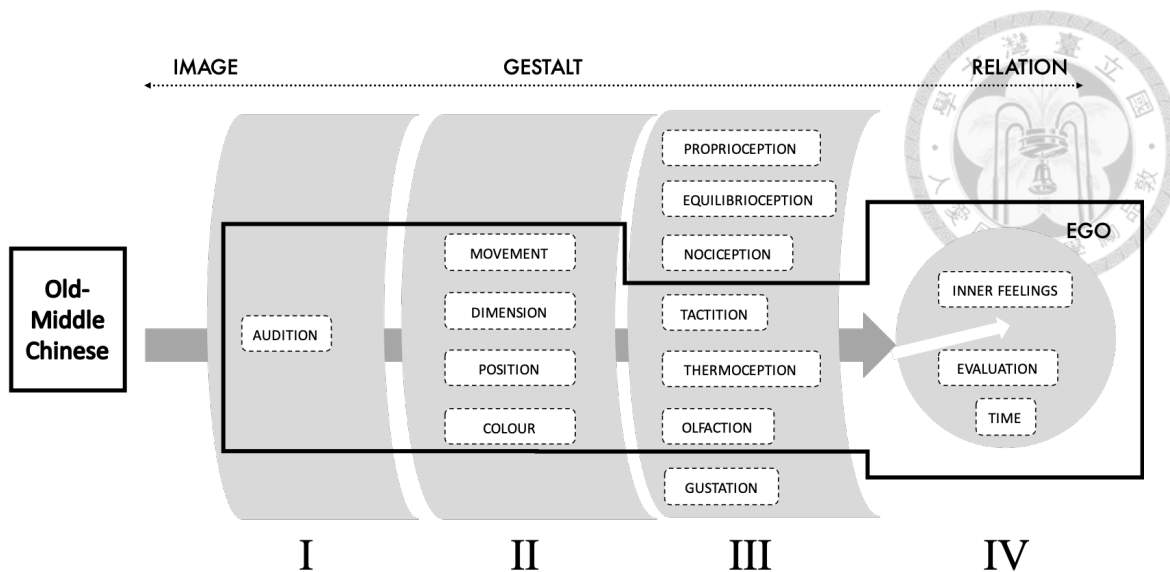 IMAGE
GESTALT
RELATION
PROPRIOCEPTION
EQUILIBRIOCEPTION
EGO
MOVEMENT
NOCICEPTION
Old-
Middle
Chinese
INNER FEELINGS
DIMENSION
TACTITION
AUDITION
POSITION
THERMOCEPTION
EVALUATION
COLOUR
OLFACTION
TIME
GUSTATION
I
II
III
IV